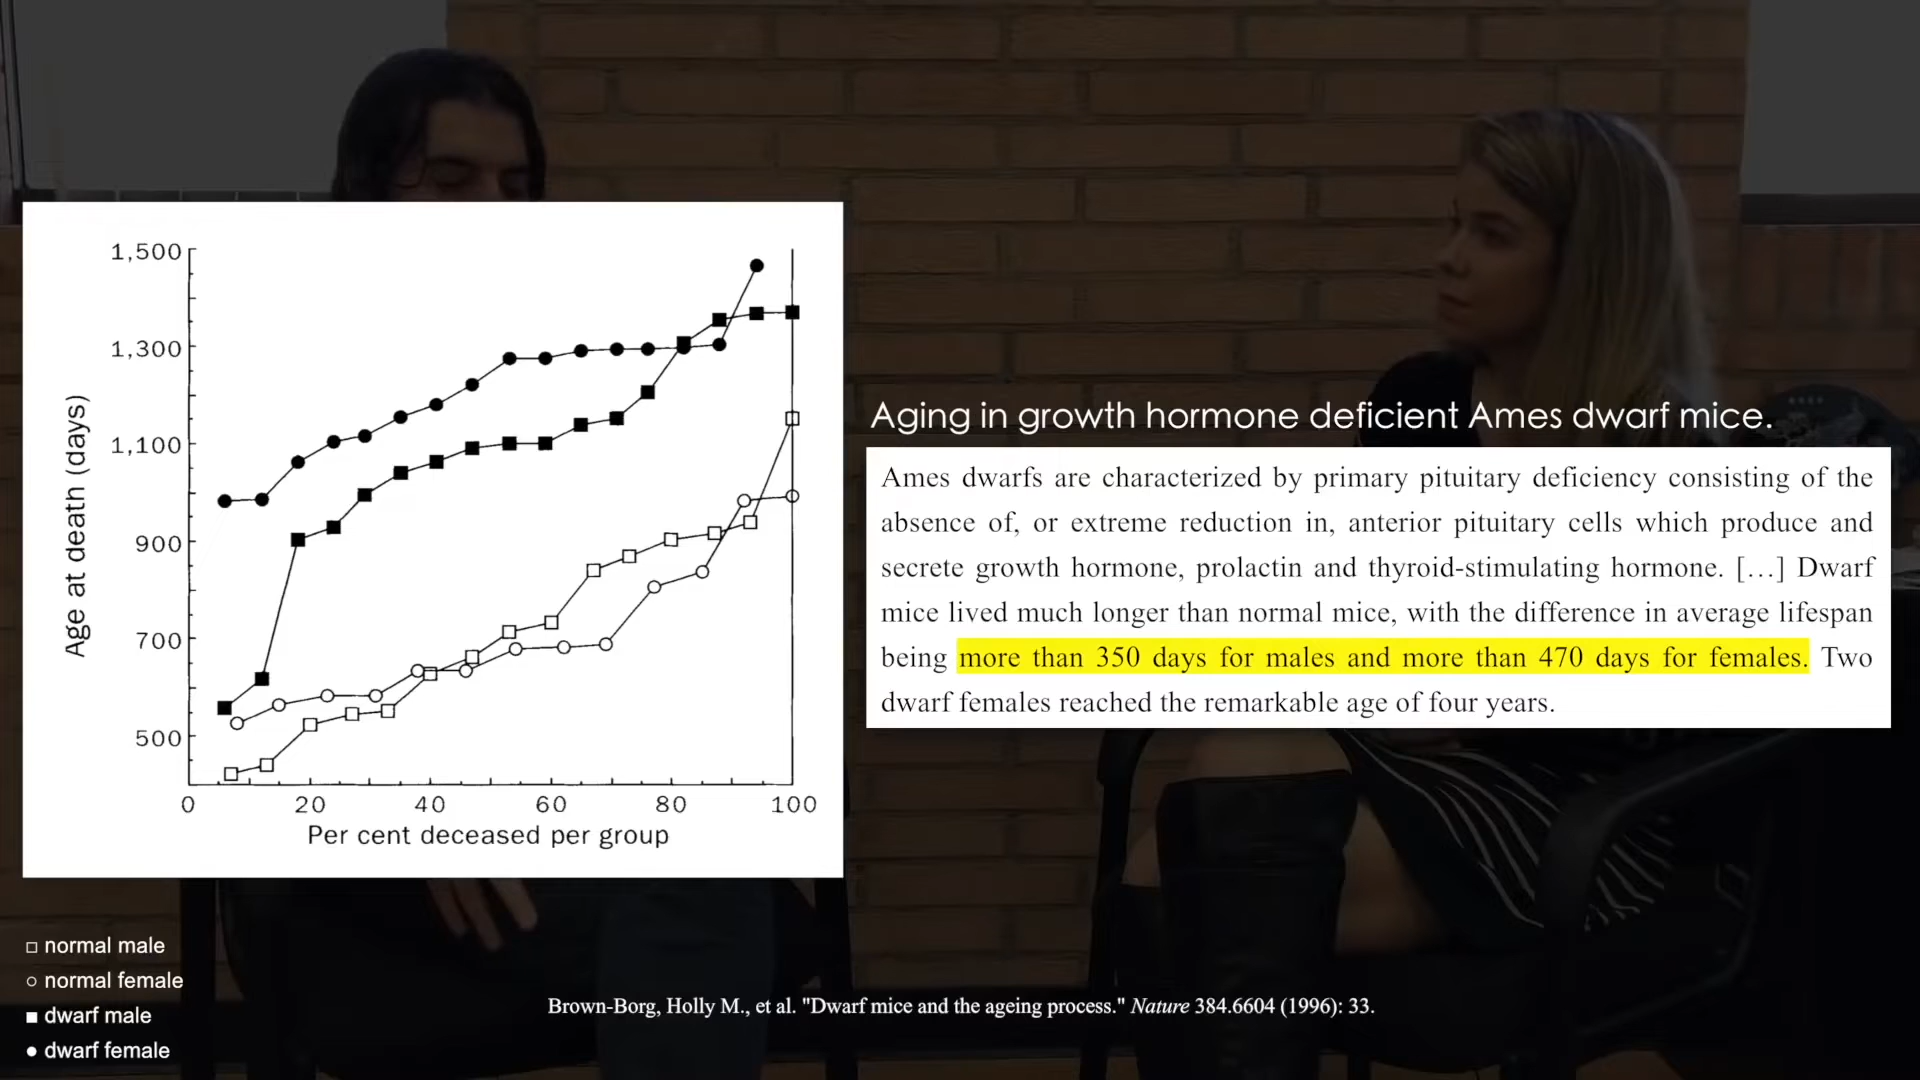 1,500
1,300
1,100
900
700
500
Age at death (days)
0 20 40 60 80 100
Per cent deceased per group
Aging in growth hormone deficient Ames dwarf mice.
Ames dwarfs are characterized by primary pituitary deficiency consisting of the
absence of, or extreme reduction in, anterior pituitary cells which produce and
secrete growth hormone, prolactin and thyroid-stimulating hormone. […] Dwarf
mice lived much longer than normal mice, with the difference in average lifespan
being more than 350 days for males and more than 470 days for females. Two
dwarf females reached the remarkable age of four years.
□ normal male
○ normal female
■ dwarf male
● dwarf female
Brown-Borg, Holly M., et al. "Dwarf mice and the ageing process." Nature 384.6604 (1996): 33.